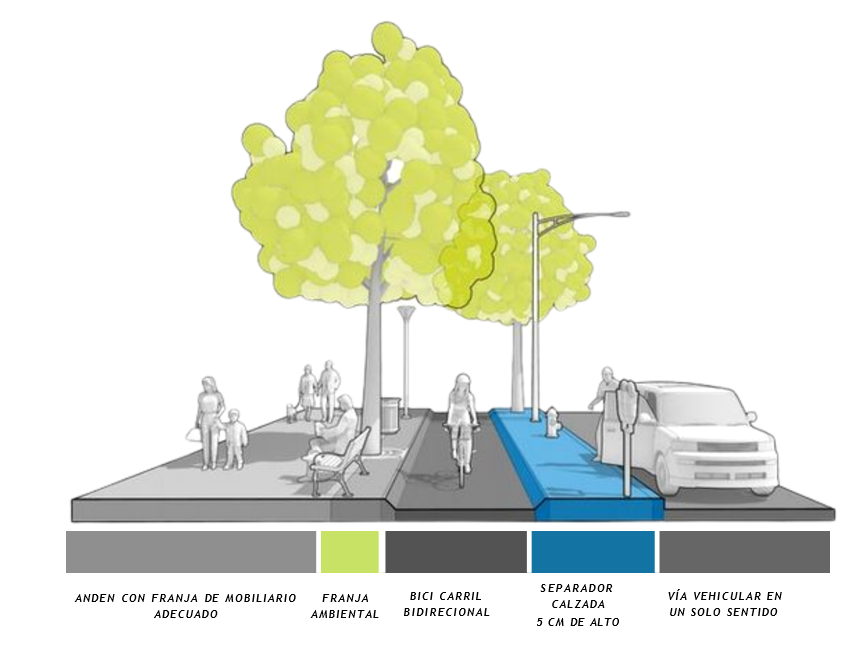 ANDEN CON FRANJA DE MOBILIARIO
ADECUADO
FRANJA
AMBIENTAL
BICI CARRIL
BIDIRECIONAL
SEPARADOR
CALZADA
5 CM DE ALTO
VÍA VEHICULAR EN
UN SOLO SENTIDO